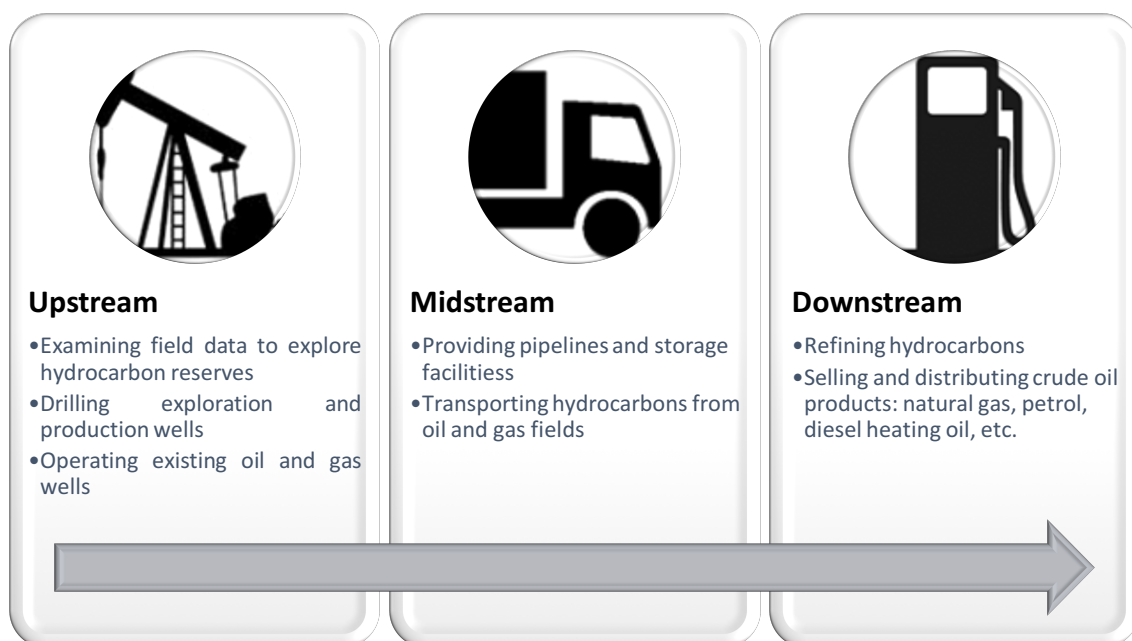 Upstream
•Examining field data to explore
hydrocarbon reserves
•Drilling exploration and
production wells
•Operating existing oil and gas
wells
Midstream
•Providing pipelines and storage
facilitiess
•Transporting hydrocarbons from
oil and gas fields
Downstream
•Refining hydrocarbons
•Selling and distributing crude oil
products: natural gas, petrol,
diesel heating oil, etc.